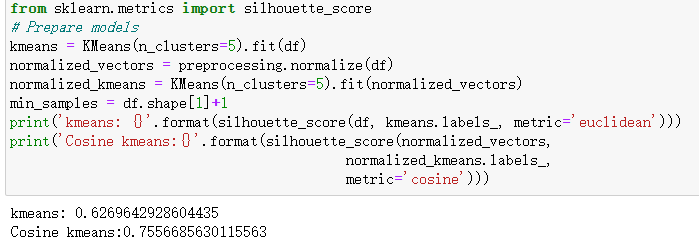 from sklearn.metrics import silhouette_score
# Prepare models
kmeans = KMeans(n_clusters=5).fit(df)
normalized_vectors = preprocessing.normalize(df)
normalized_kmeans = KMeans(n_clusters=5).fit(normalized_vectors)
min_samples = df.shape[1]+1
print('kmeans: {}'.format(silhouette_score(df, kmeans.labels_, metric='euclidean')))
print('Cosine kmeans:{}'.format(silhouette_score(normalized_vectors,
normalized_kmeans.labels_,
metric='cosine')))
kmeans: 0.6269642928604435
Cosine kmeans:0.7556685630115563